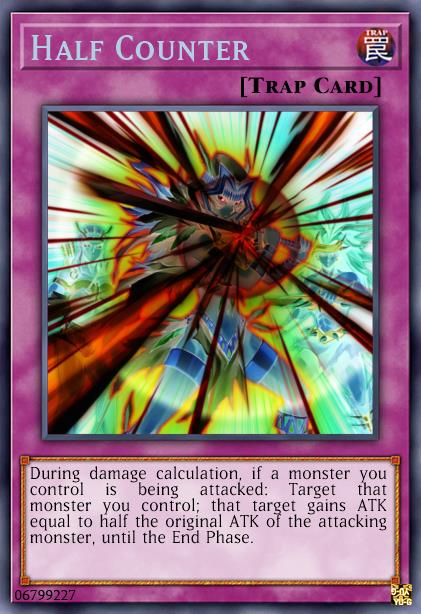 Half Counter
TRAP
罠
[Trap Card]
During damage calculation, if a monster you
control is being attacked: Target that
monster you control; that target gains ATK
equal to half the original ATK of the attacking
monster, until the End Phase.
06799227